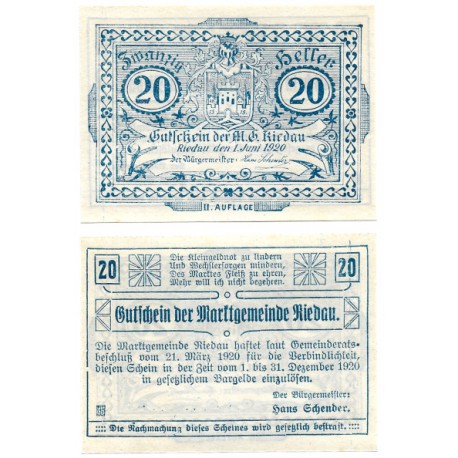 Zwanzig Heller
20 20
Gutschein der M.G. Riedau
Riedau den 1. Juni 1920
Der Bürgermeister:
II. AUFLAGE
20 20
Die Kleingeldnot zu lindern
Und Wechslersorgen mindern,
Des Marktes Fleiß zu ehren,
Mehr will ich nicht begehren.
Gutschein der Marktgemeinde Riedau.
Die Marktgemeinde Riedau haftet laut Gemeinderats-
beschluß vom 21. März 1920 für die Verbindlichkeit,
diesen Schein in der Zeit vom 1. bis 31. Dezember 1920
in gesetzlichem Bargelde einzulösen.
Der Bürgermeister:
Hans Schender.
Die Nachmachung dieses Scheines wird gesetzlich bestraft.